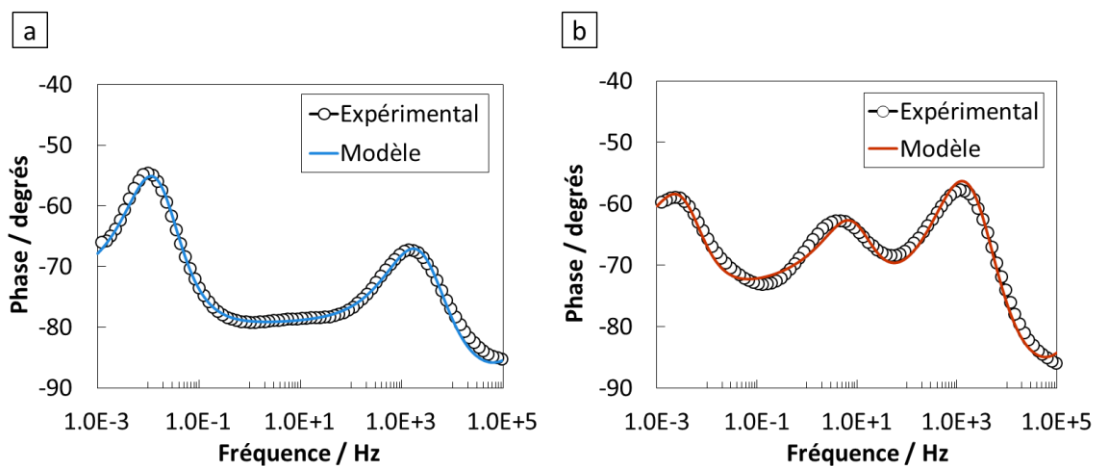 a
-40
-50
-60
-70
-80
-90
Phase / degrés
Expérimental
Modèle
1.0E-3 1.0E-1 1.0E+1 1.0E+3 1.0E+5
Fréquence / Hz
b
-40
-50
-60
-70
-80
-90
Phase / degrés
Expérimental
Modèle
1.0E-3 1.0E-1 1.0E+1 1.0E+3 1.0E+5
Fréquence / Hz